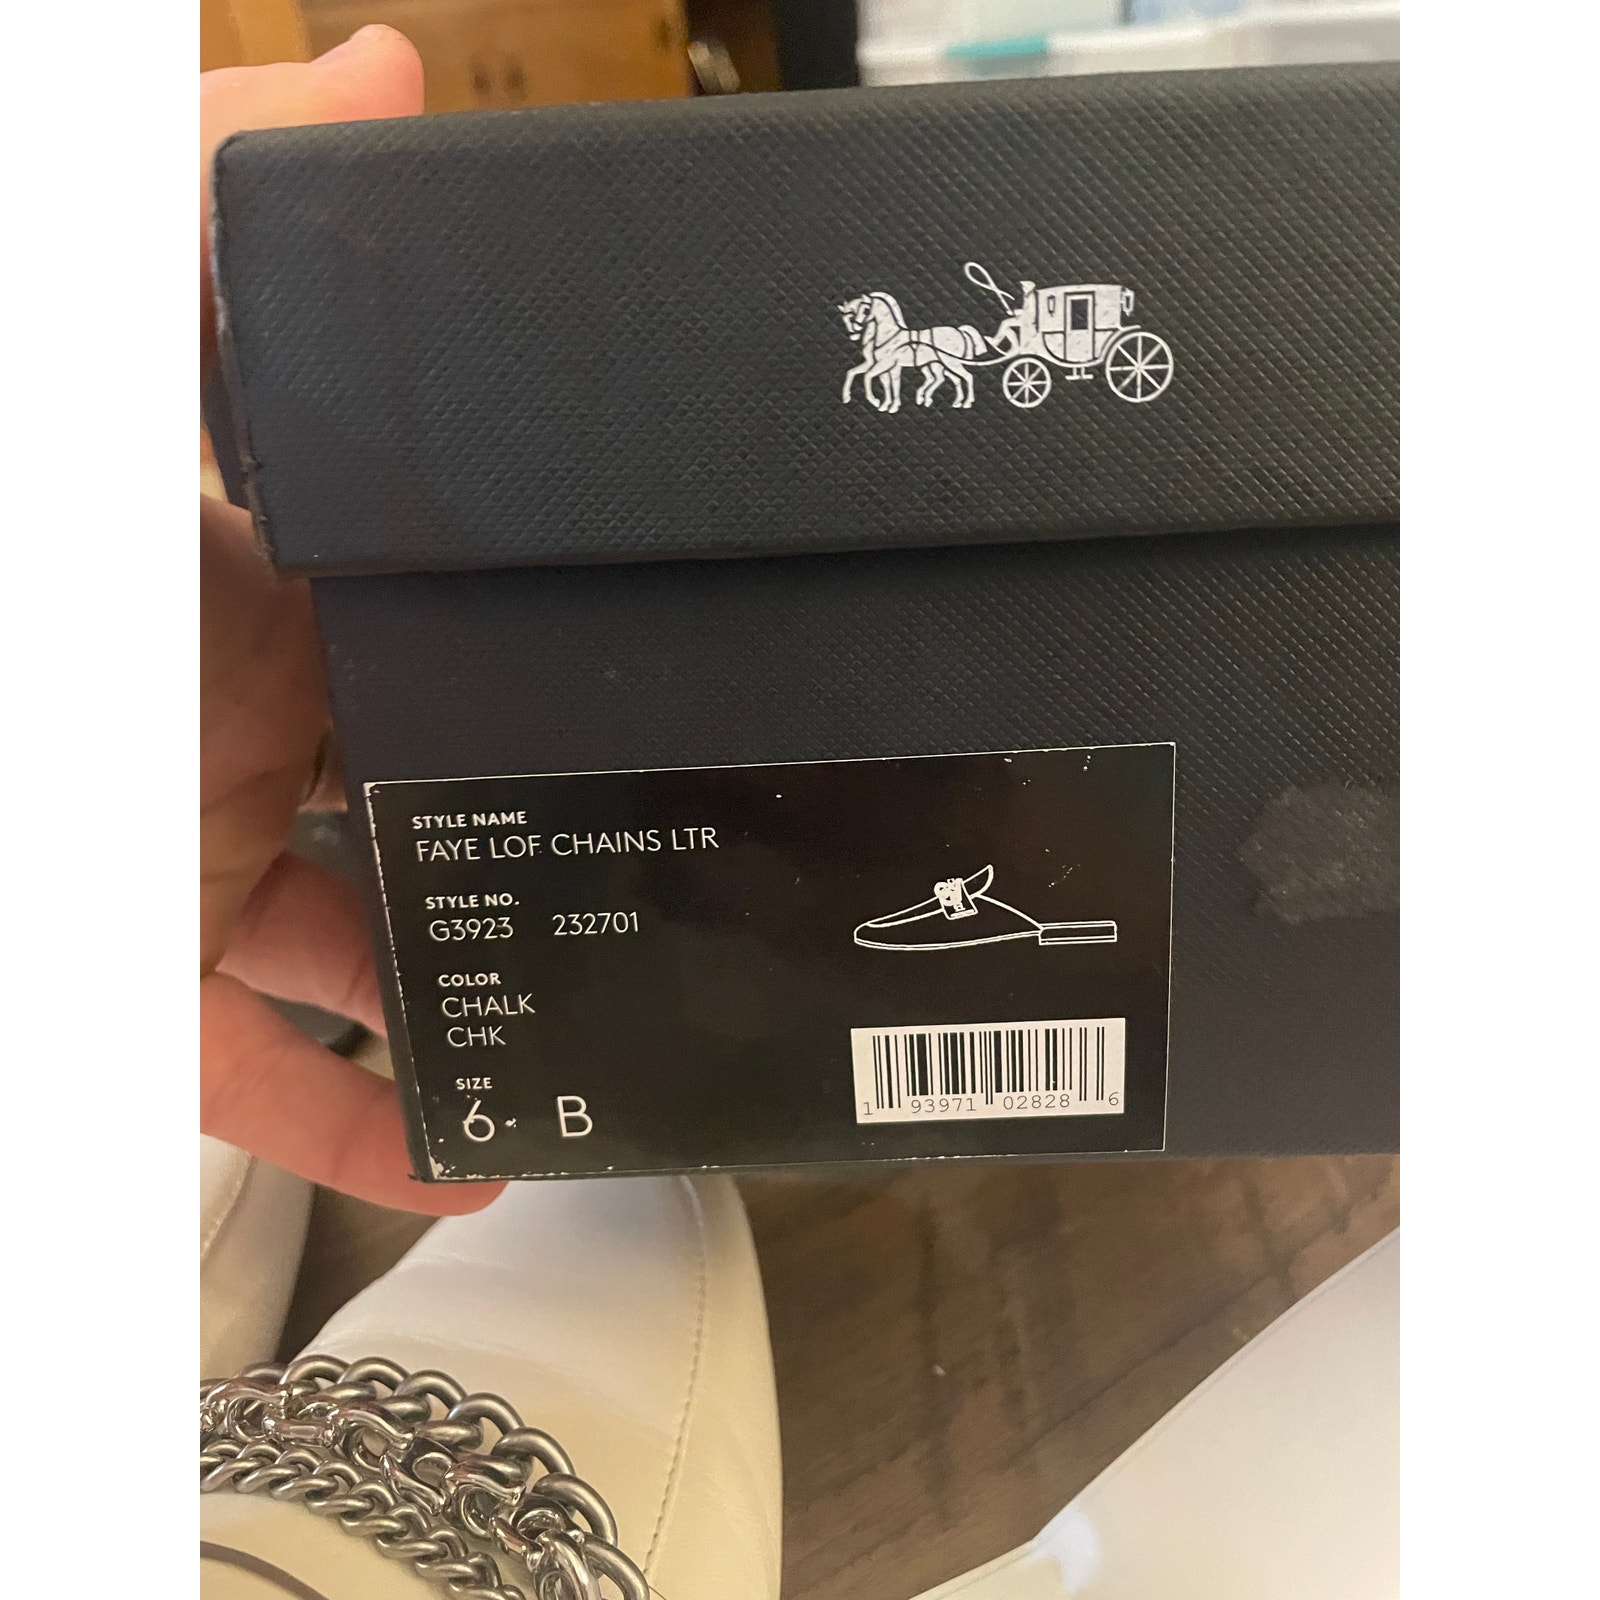 STYLE NAME
FAYE LOF CHAINS LTR
STYLE NO.
G3923 232701
COLOR
CHALK
CHK
SIZE
6 B
1 93971 02828 6